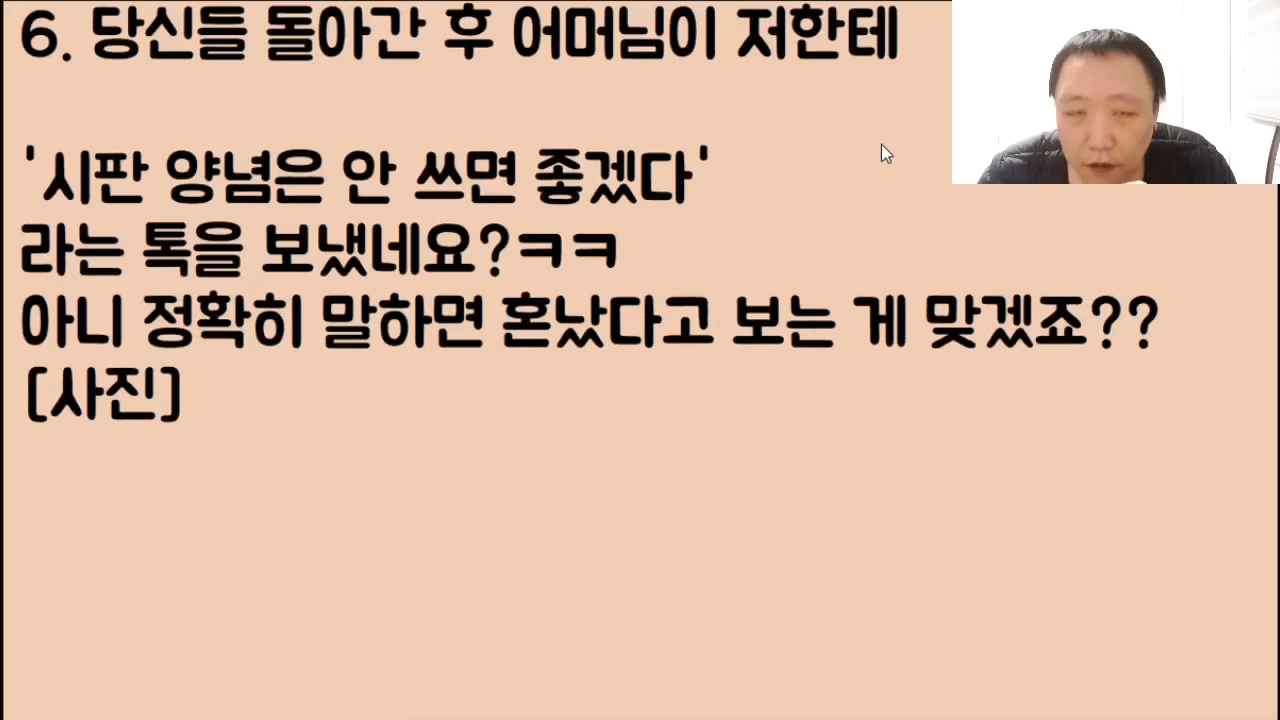 6. 당신들 돌아간 후 어머님이 저한테
'시판 양념은 안 쓰면 좋겠다'
라는 톡을 보냈네요?ㅋㅋ
아니 정확히 말하면 혼났다고 보는 게 맞겠죠??
[사진]